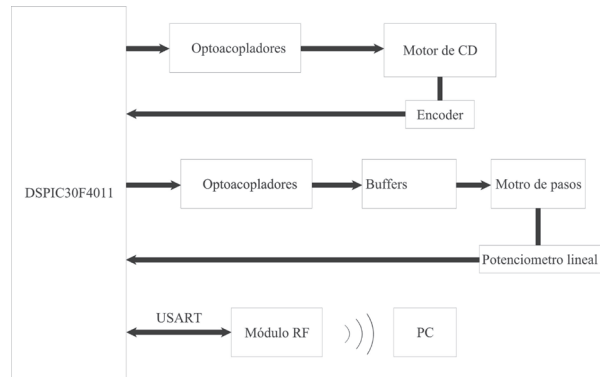 Optoacopladores
Motor de CD
Encoder
DSPIC30F4011
Optoacopladores
Buffers
Motro de pasos
Potenciometro lineal
USART
Módulo RF
PC